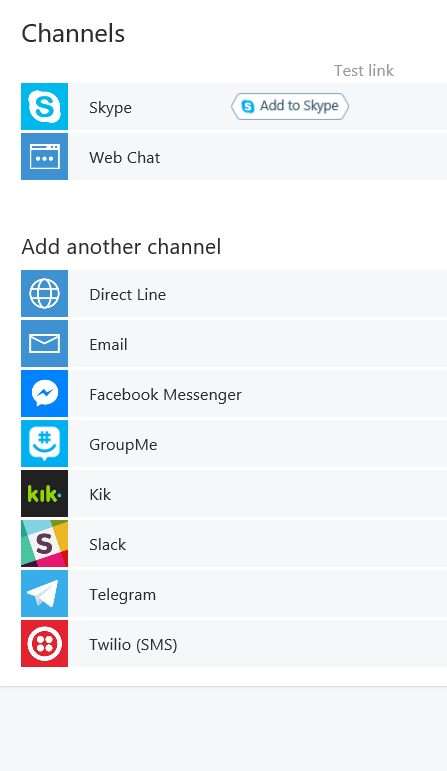 Channels
Test link
Skype
Add to Skype
Web Chat
Add another channel
Direct Line
Email
Facebook Messenger
GroupMe
kik
Kik
S
Slack
Telegram
Twilio (SMS)